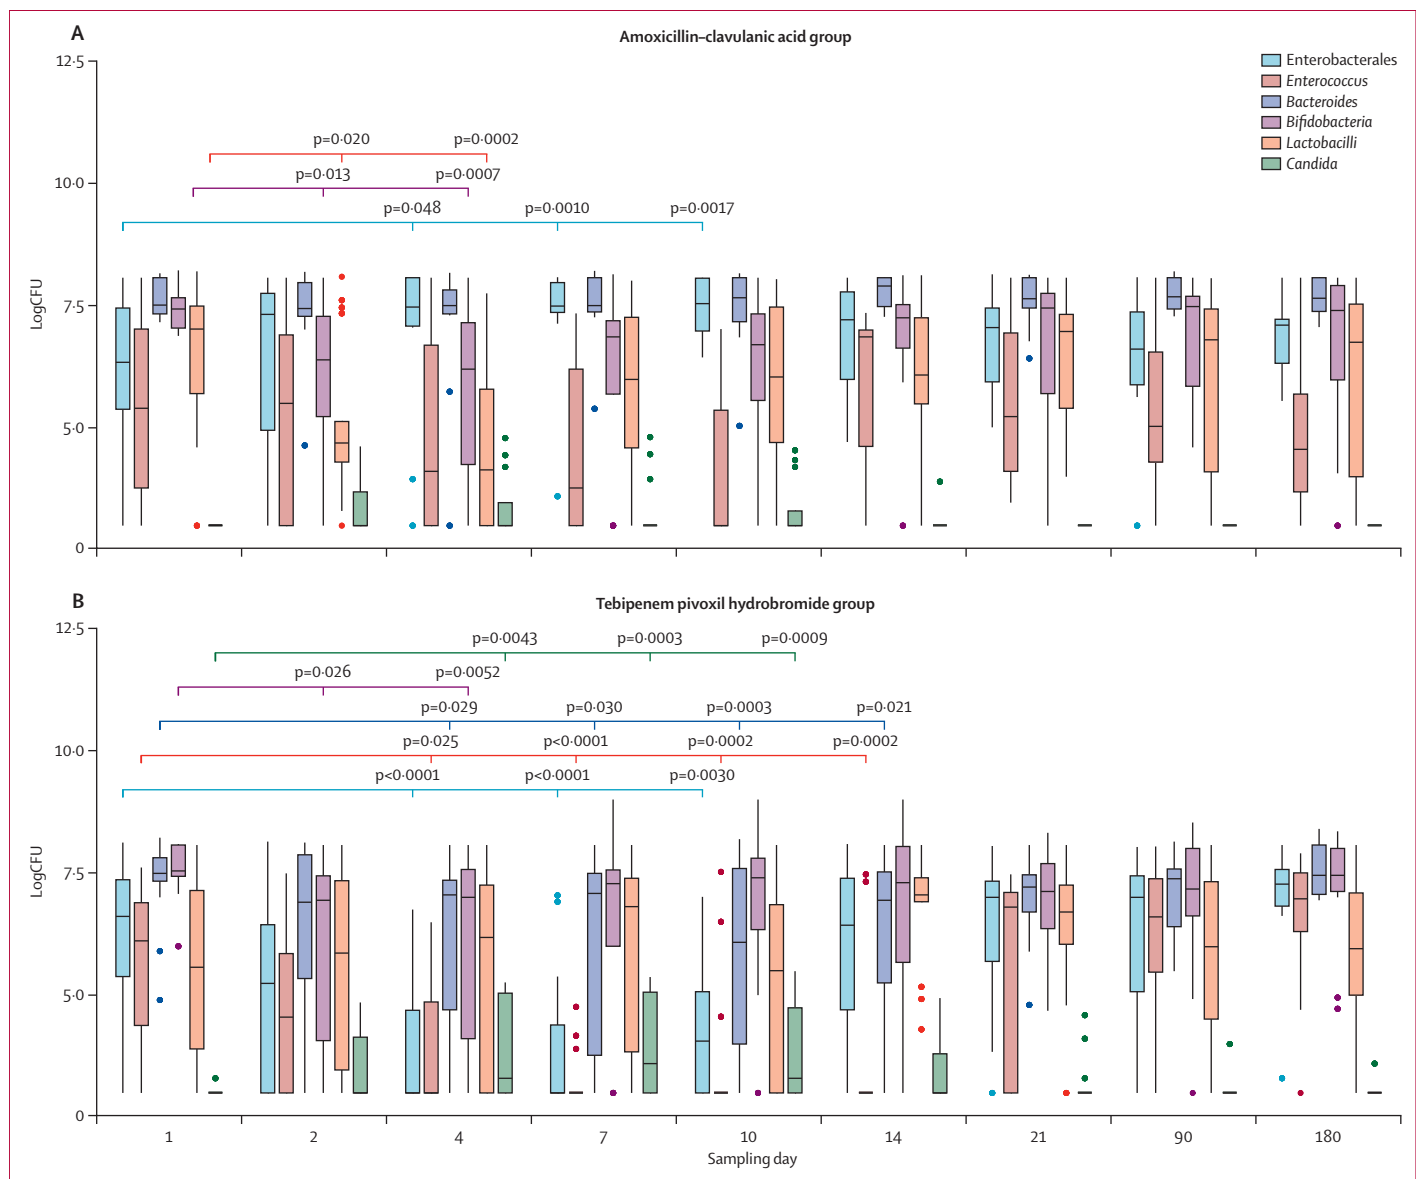 A
Amoxicillin–clavulanic acid group
12·5
10·0
7·5
5·0
0
LogCFU
Enterobacterales
Enterococcus
Bacteroides
Bifidobacteria
Lactobacilli
Candida
p=0·020 p=0·0002
p=0·013 p=0·0007
p=0·048 p=0·0010 p=0·0017
B
Tebipenem pivoxil hydrobromide group
12·5
10·0
7·5
5·0
0
LogCFU
p=0·0043 p=0·0003 p=0·0009
p=0·026 p=0·0052
p=0·029 p=0·030 p=0·0003 p=0·021
p=0·025 p<0·0001 p=0·0002 p=0·0002
p<0·0001 p<0·0001 p=0·0030
1 2 4 7 10 14 21 90 180
Sampling day